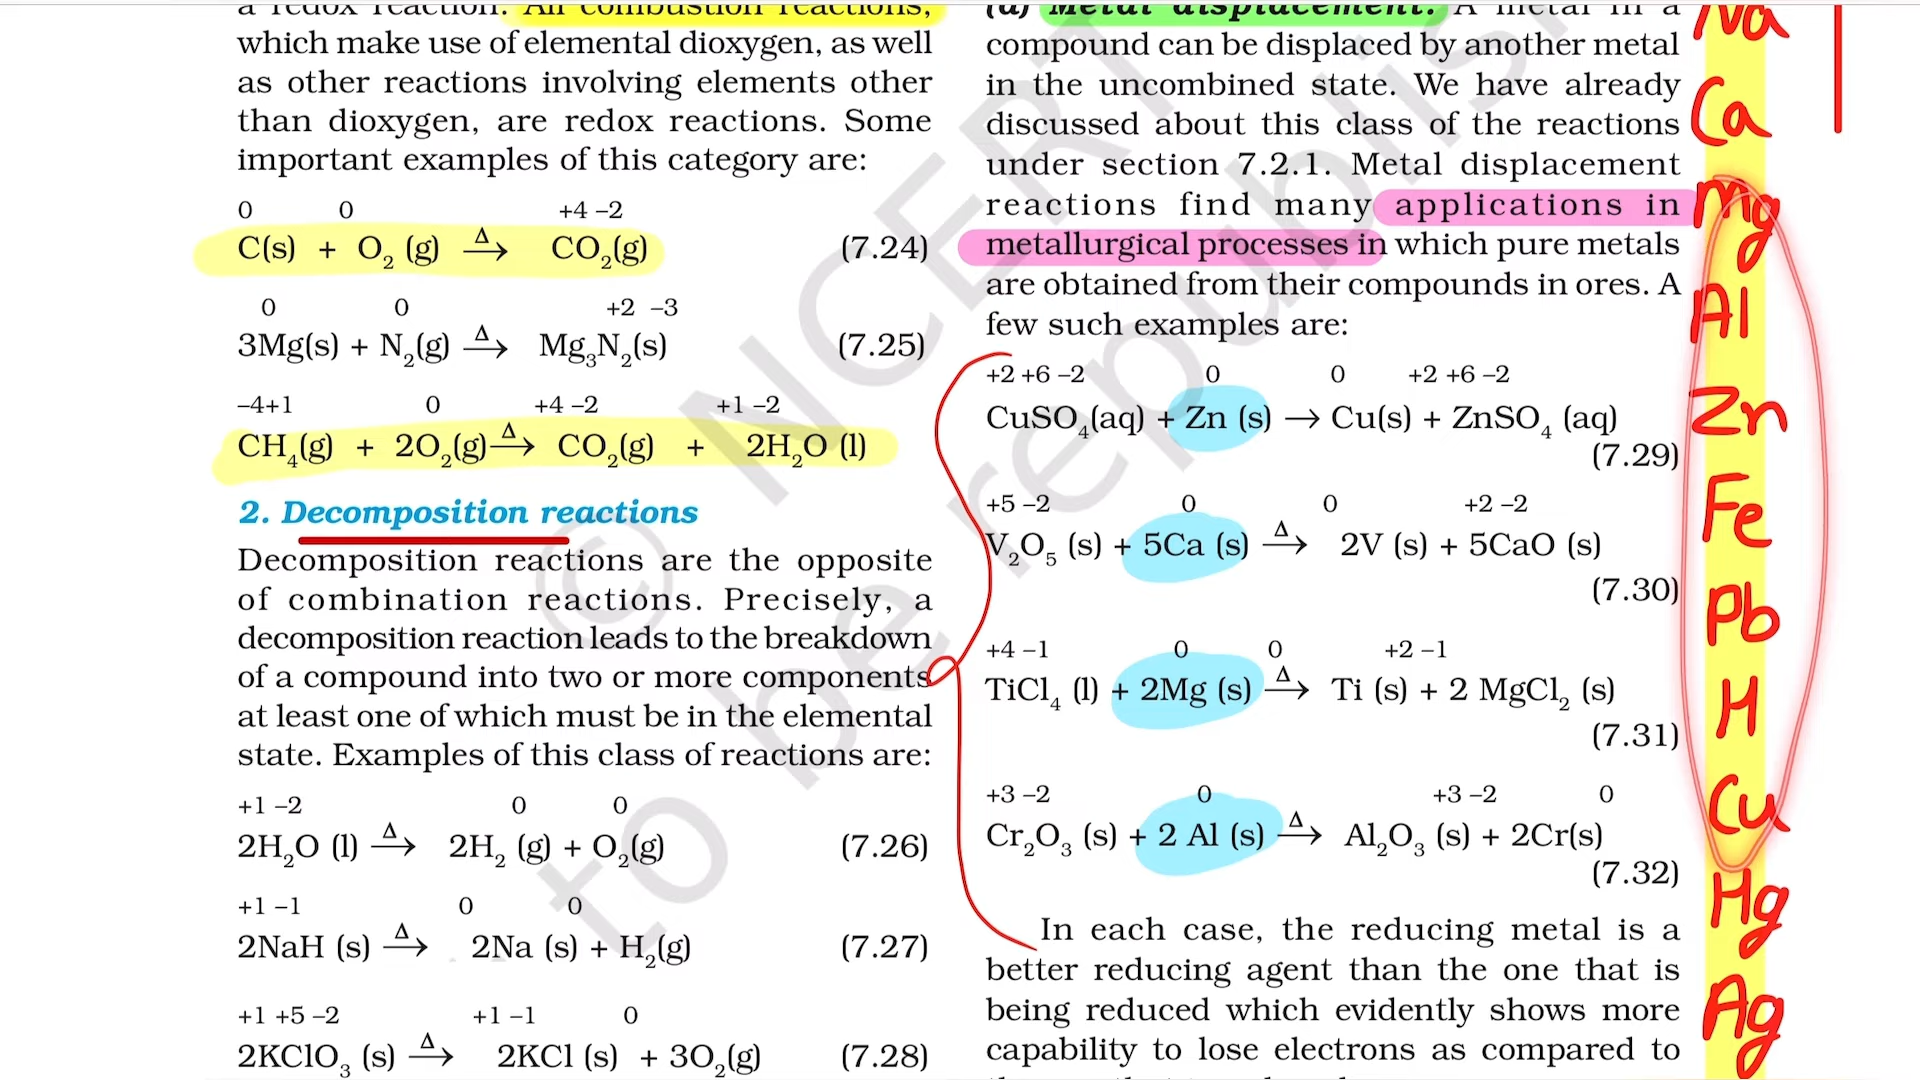 a redox reaction. All combustion reactions,
which make use of elemental dioxygen, as well
as other reactions involving elements other
than dioxygen, are redox reactions. Some
important examples of this category are:
0 0 +4 –2
C(s) + O₂ (g) →Δ CO₂(g) (7.24)
0 0 +2 –3
3Mg(s) + N₂(g) →Δ Mg₃N₂(s) (7.25)
–4+1 0 +4 –2 +1 –2
CH₄(g) + 2O₂(g) →Δ CO₂(g) + 2H₂O (l)
2. Decomposition reactions
Decomposition reactions are the opposite
of combination reactions. Precisely, a
decomposition reaction leads to the breakdown
of a compound into two or more components
at least one of which must be in the elemental
state. Examples of this class of reactions are:
+1 –2 0 0
2H₂O (l) →Δ 2H₂ (g) + O₂(g) (7.26)
+1 –1 0 0
2NaH (s) →Δ 2Na (s) + H₂(g) (7.27)
+1 +5 –2 +1 –1 0
2KClO₃ (s) →Δ 2KCl (s) + 3O₂(g) (7.28)
(a) Metal displacement: A metal in a
compound can be displaced by another metal
in the uncombined state. We have already
discussed about this class of the reactions
under section 7.2.1. Metal displacement
reactions find many applications in
metallurgical processes in which pure metals
are obtained from their compounds in ores. A
few such examples are:
+2 +6 –2 0 0 +2 +6 –2
CuSO₄(aq) + Zn (s) → Cu(s) + ZnSO₄ (aq)
(7.29)
+5 –2 0 0 +2 –2
V₂O₅ (s) + 5Ca (s) →Δ 2V (s) + 5CaO (s)
(7.30)
+4 –1 0 0 +2 –1
TiCl₄ (l) + 2Mg (s) →Δ Ti (s) + 2 MgCl₂ (s)
(7.31)
+3 –2 0 +3 –2 0
Cr₂O₃ (s) + 2 Al (s) →Δ Al₂O₃ (s) + 2Cr(s)
(7.32)
In each case, the reducing metal is a
better reducing agent than the one that is
being reduced which evidently shows more
capability to lose electrons as compared to
Na
Ca
Mg
Al
Zn
Fe
Pb
H
Cu
Hg
Ag
© NCERT
to be republis